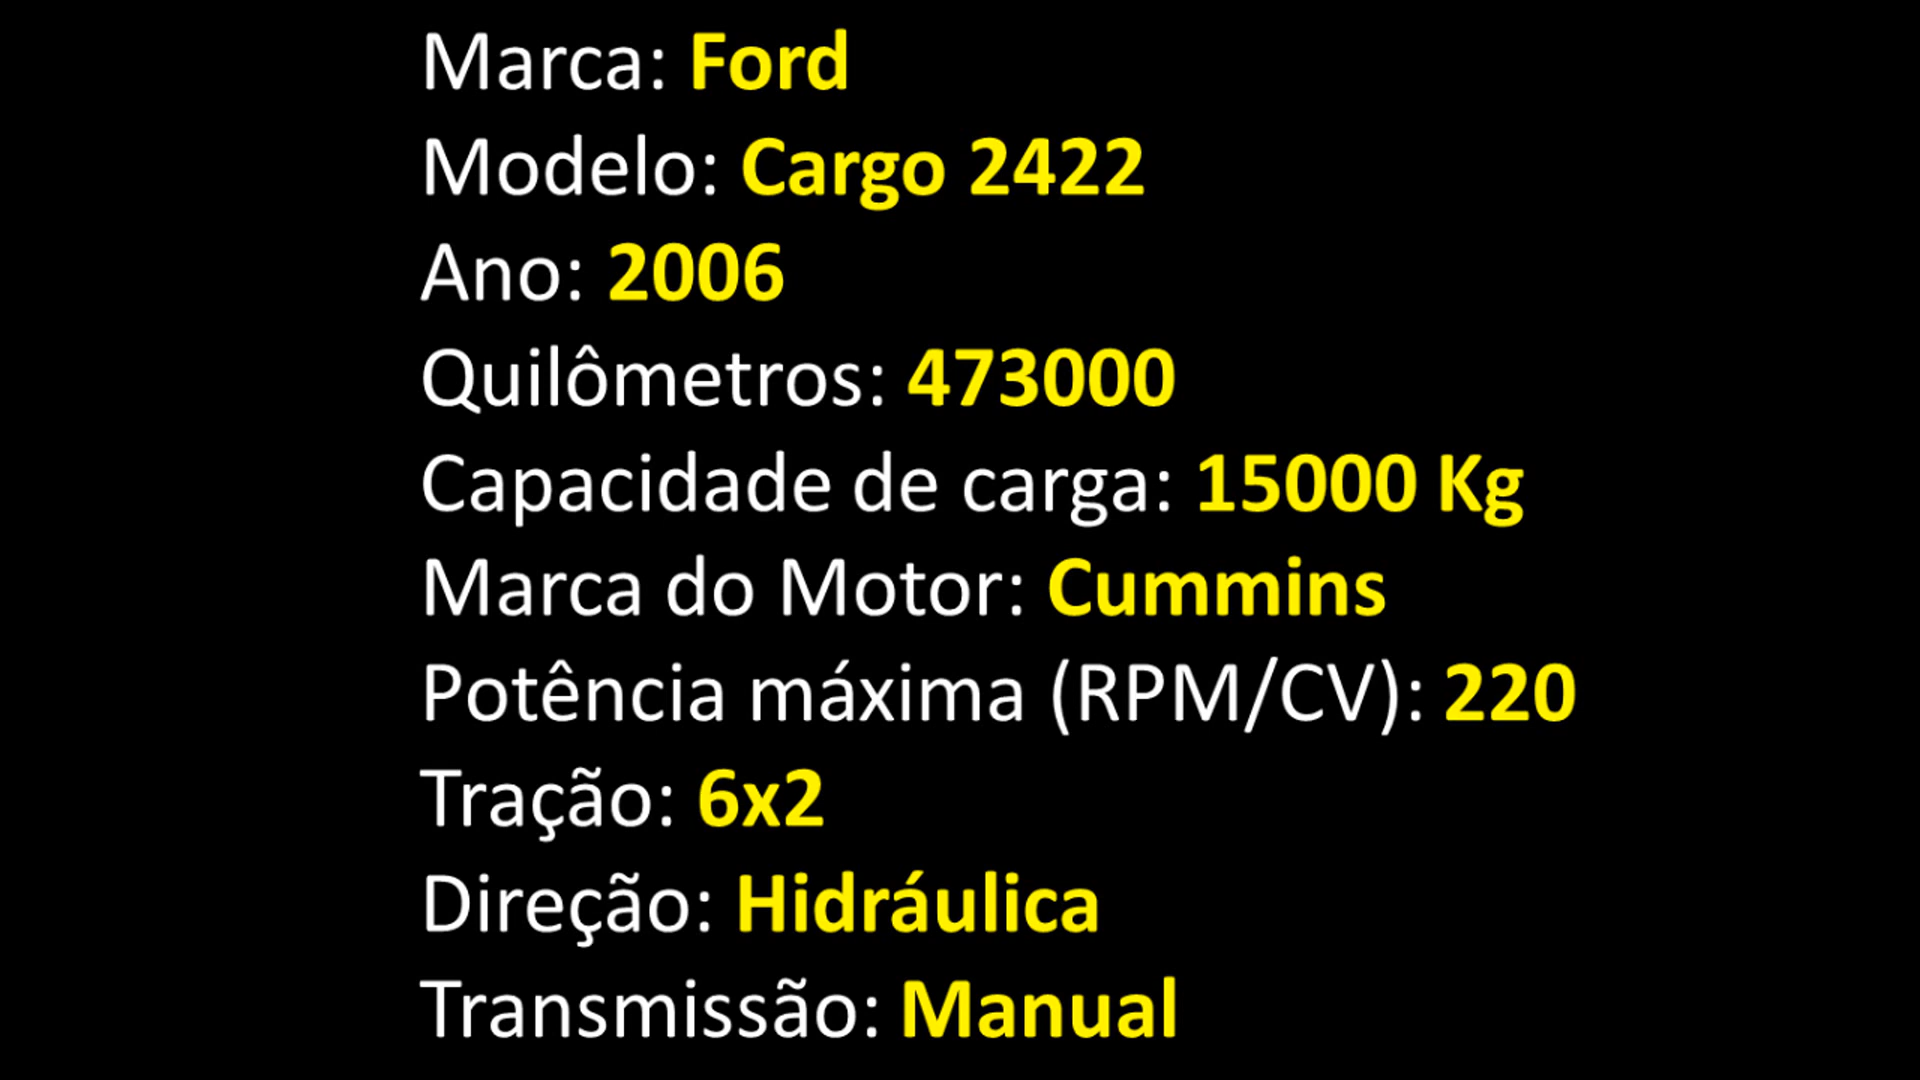 Marca: Ford
Modelo: Cargo 2422
Ano: 2006
Quilômetros: 473000
Capacidade de carga: 15000 Kg
Marca do Motor: Cummins
Potência máxima (RPM/CV): 220
Tração: 6x2
Direção: Hidráulica
Transmissão: Manual